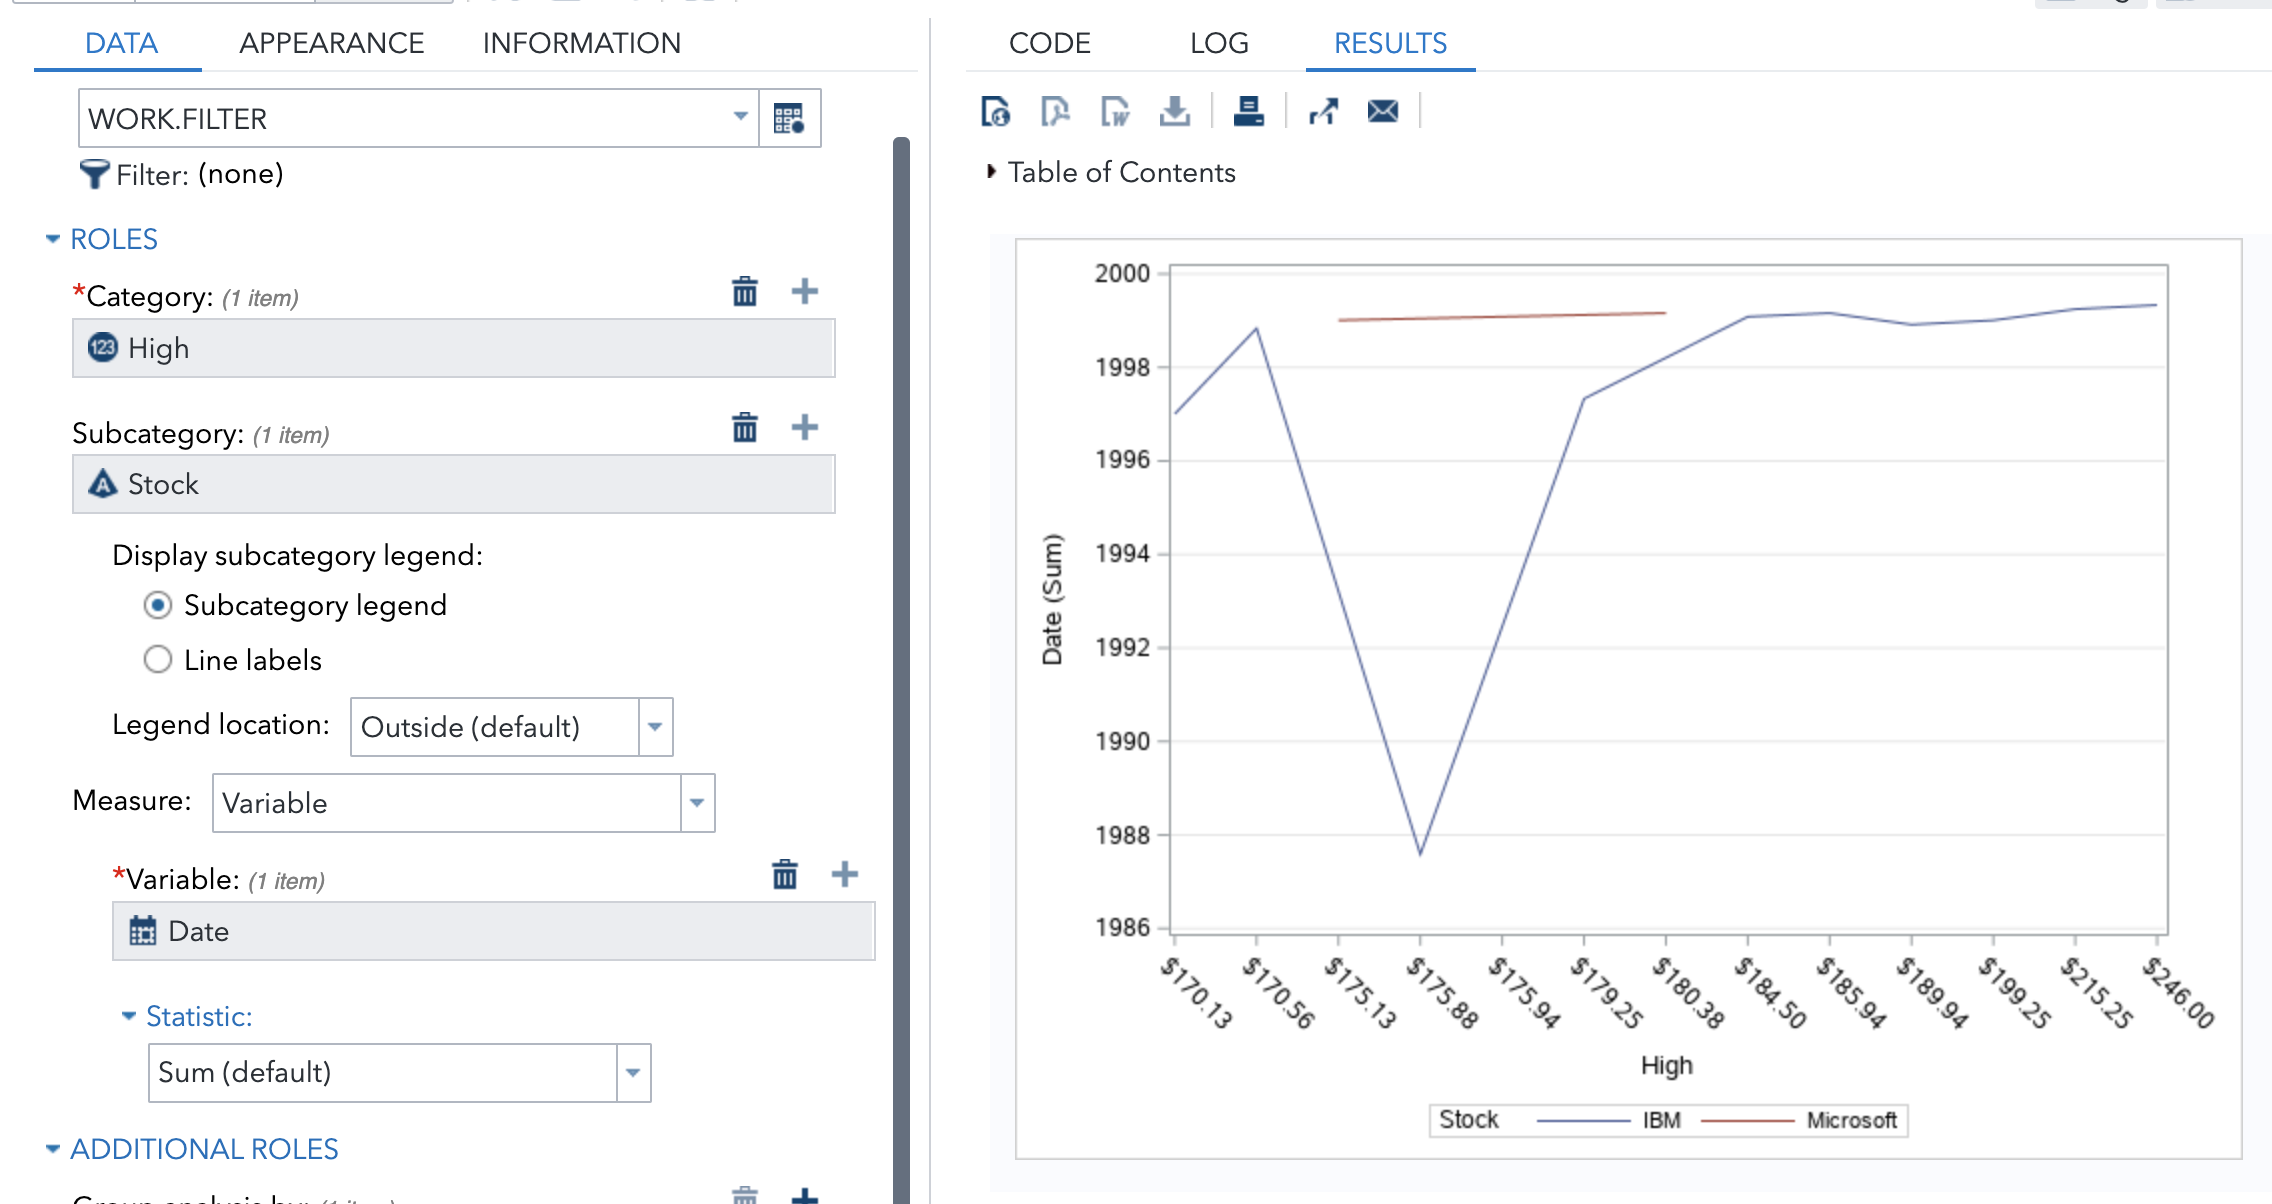 DATA APPEARANCE INFORMATION
WORK.FILTER
Filter: (none)
ROLES
*Category: (1 item)
123 High
Subcategory: (1 item)
A Stock
Display subcategory legend:
Subcategory legend
Line labels
Legend location: Outside (default)
Measure: Variable
*Variable: (1 item)
Date
Statistic:
Sum (default)
ADDITIONAL ROLES
CODE LOG RESULTS
Table of Contents
2000
1998
1996
1994
1992
1990
1988
1986
Date (Sum)
$170.13 $170.56 $175.13 $175.88 $175.94 $179.25 $180.38 $184.50 $185.94 $189.94 $199.25 $215.25 $246.00
High
Stock IBM Microsoft